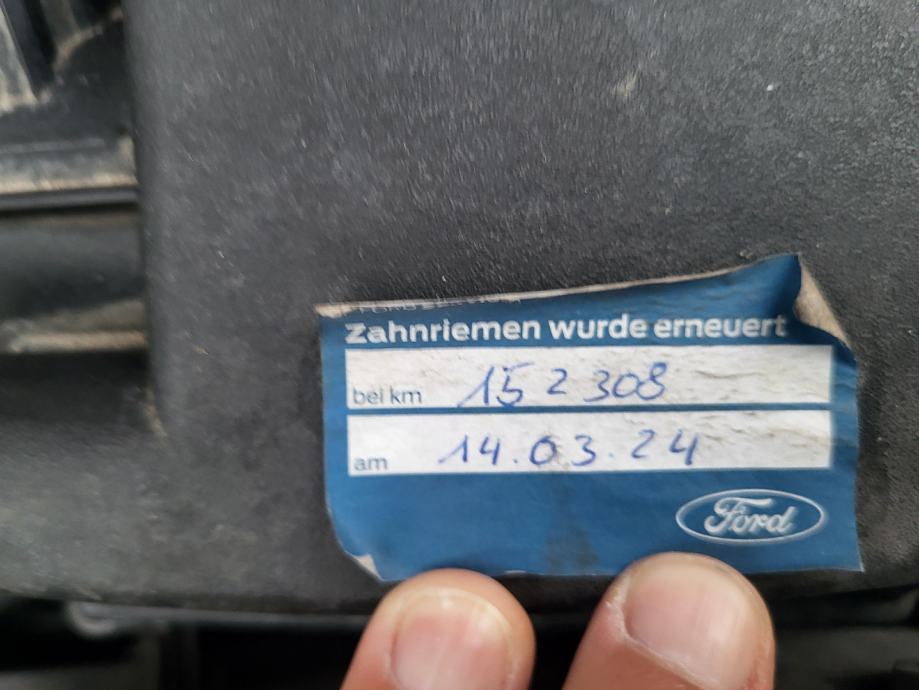 Zahnriemen wurde erneuert
bei km 152308
am 14.03.24
Ford